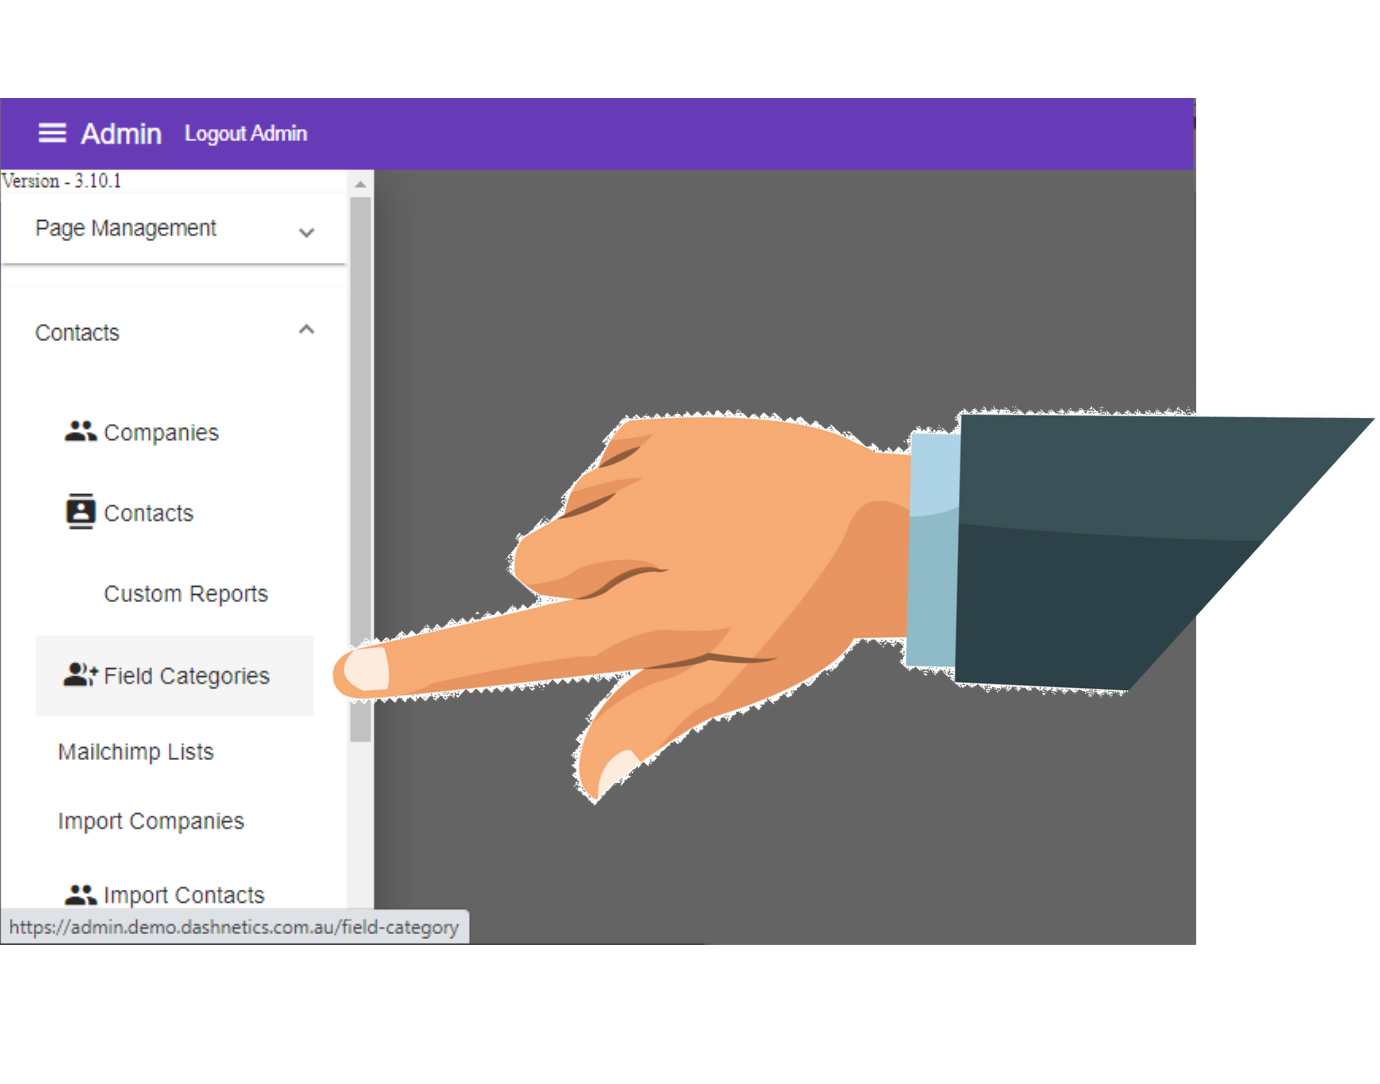 Admin Logout Admin
Version - 3.10.1
Page Management
Contacts
Companies
Contacts
Custom Reports
Field Categories
Mailchimp Lists
Import Companies
Import Contacts
https://admin.demo.dashnetics.com.au/field-category